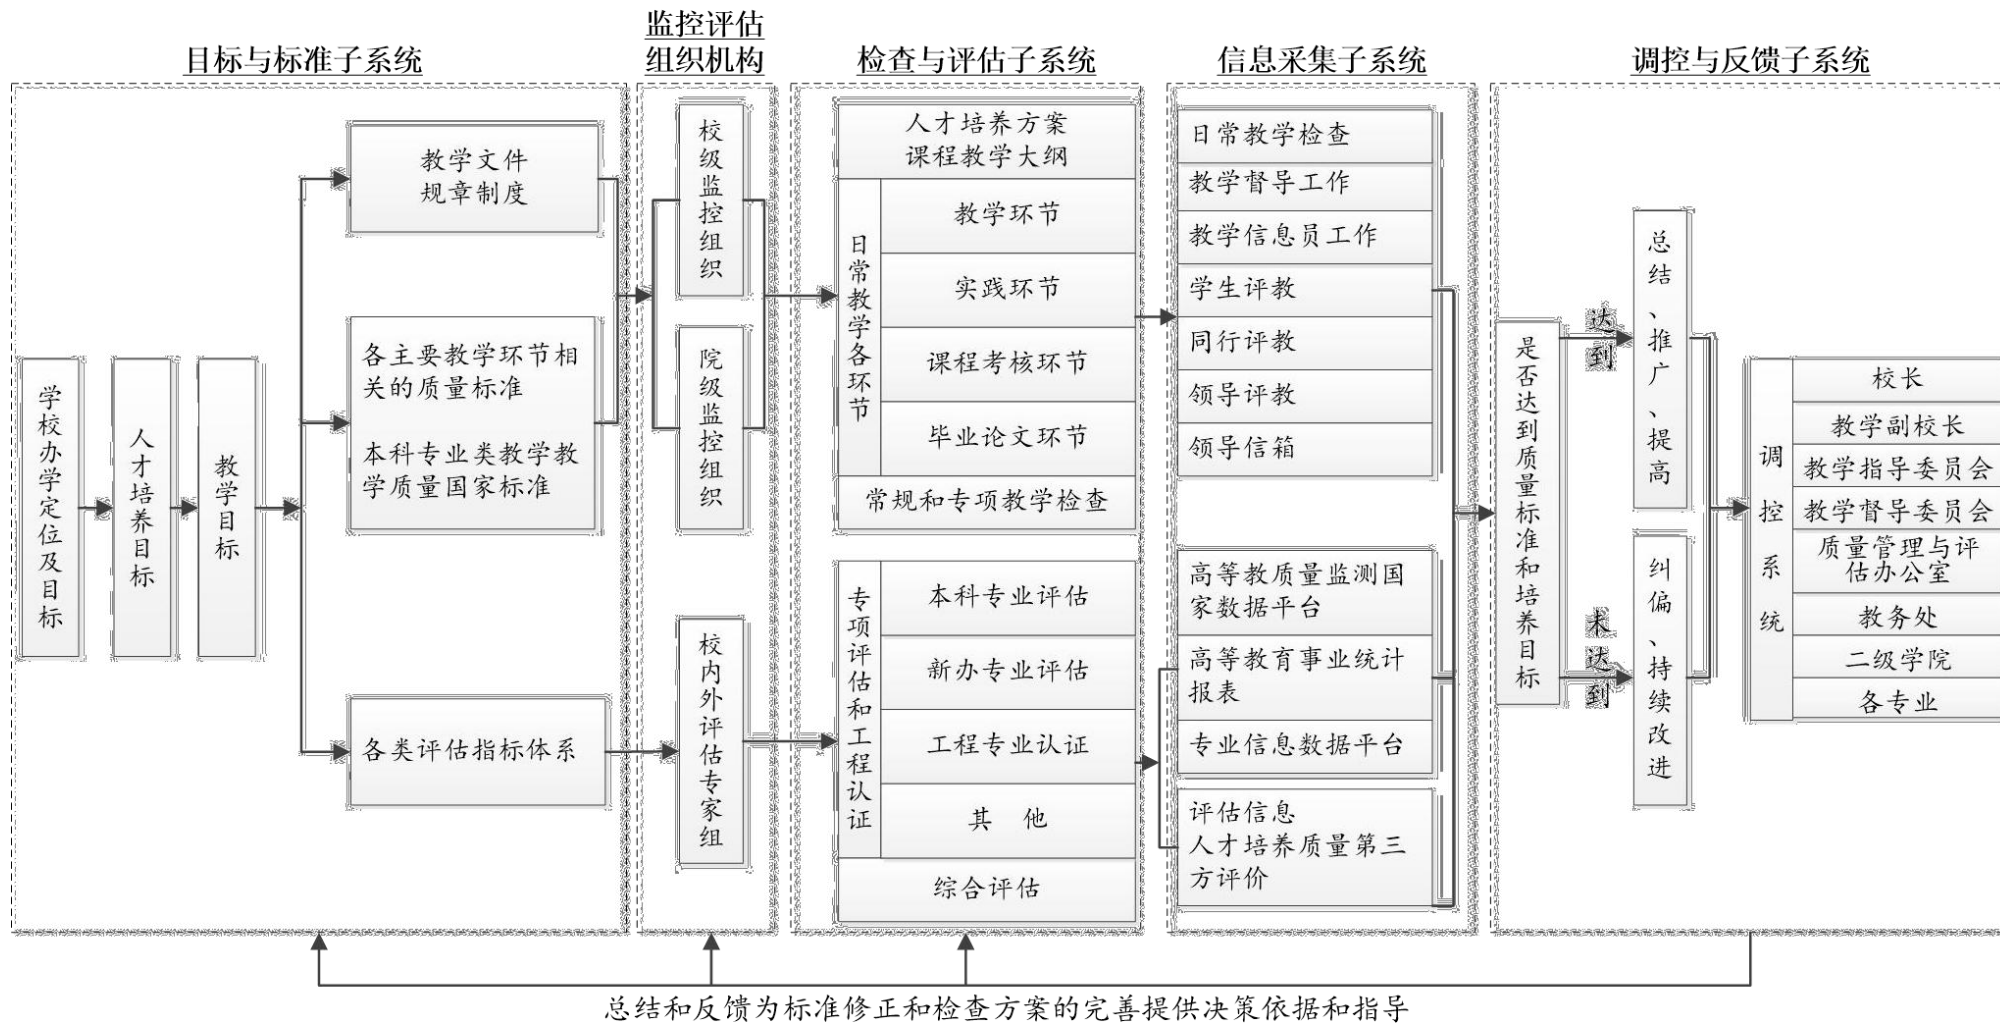 目标与标准子系统
监控评估
组织机构
检查与评估子系统
信息采集子系统
调控与反馈子系统
学校办学定位及目标
人才培养目标
教学目标
教学文件
规章制度
各主要教学环节相
关的质量标准
本科专业类教学教
学质量国家标准
各类评估指标体系
校级监控组织
院级监控组织
校内外评估专家组
人才培养方案
课程教学大纲
日常教学各环节
教学环节
实践环节
课程考核环节
毕业论文环节
常规和专项教学检查
专项评估和工程认证
本科专业评估
新办专业评估
工程专业认证
其 他
综合评估
日常教学检查
教学督导工作
教学信息员工作
学生评教
同行评教
领导评教
领导信箱
高等教质量监测国
家数据平台
高等教育事业统计
报表
专业信息数据平台
评估信息
人才培养质量第三
方评价
是否达到质量标准和培养目标
达到
未达到
总结、推广、提高
纠偏、持续改进
调控系统
校长
教学副校长
教学指导委员会
教学督导委员会
质量管理与评
估办公室
教务处
二级学院
各专业
总结和反馈为标准修正和检查方案的完善提供决策依据和指导